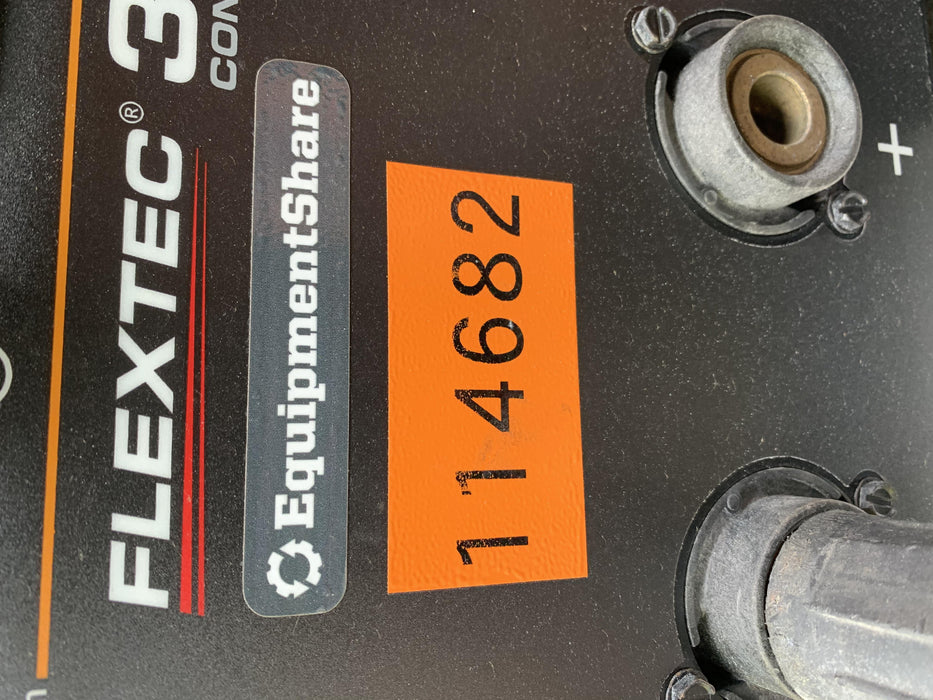 FLEXTEC® 3
CON
EquipmentShare
114682
+